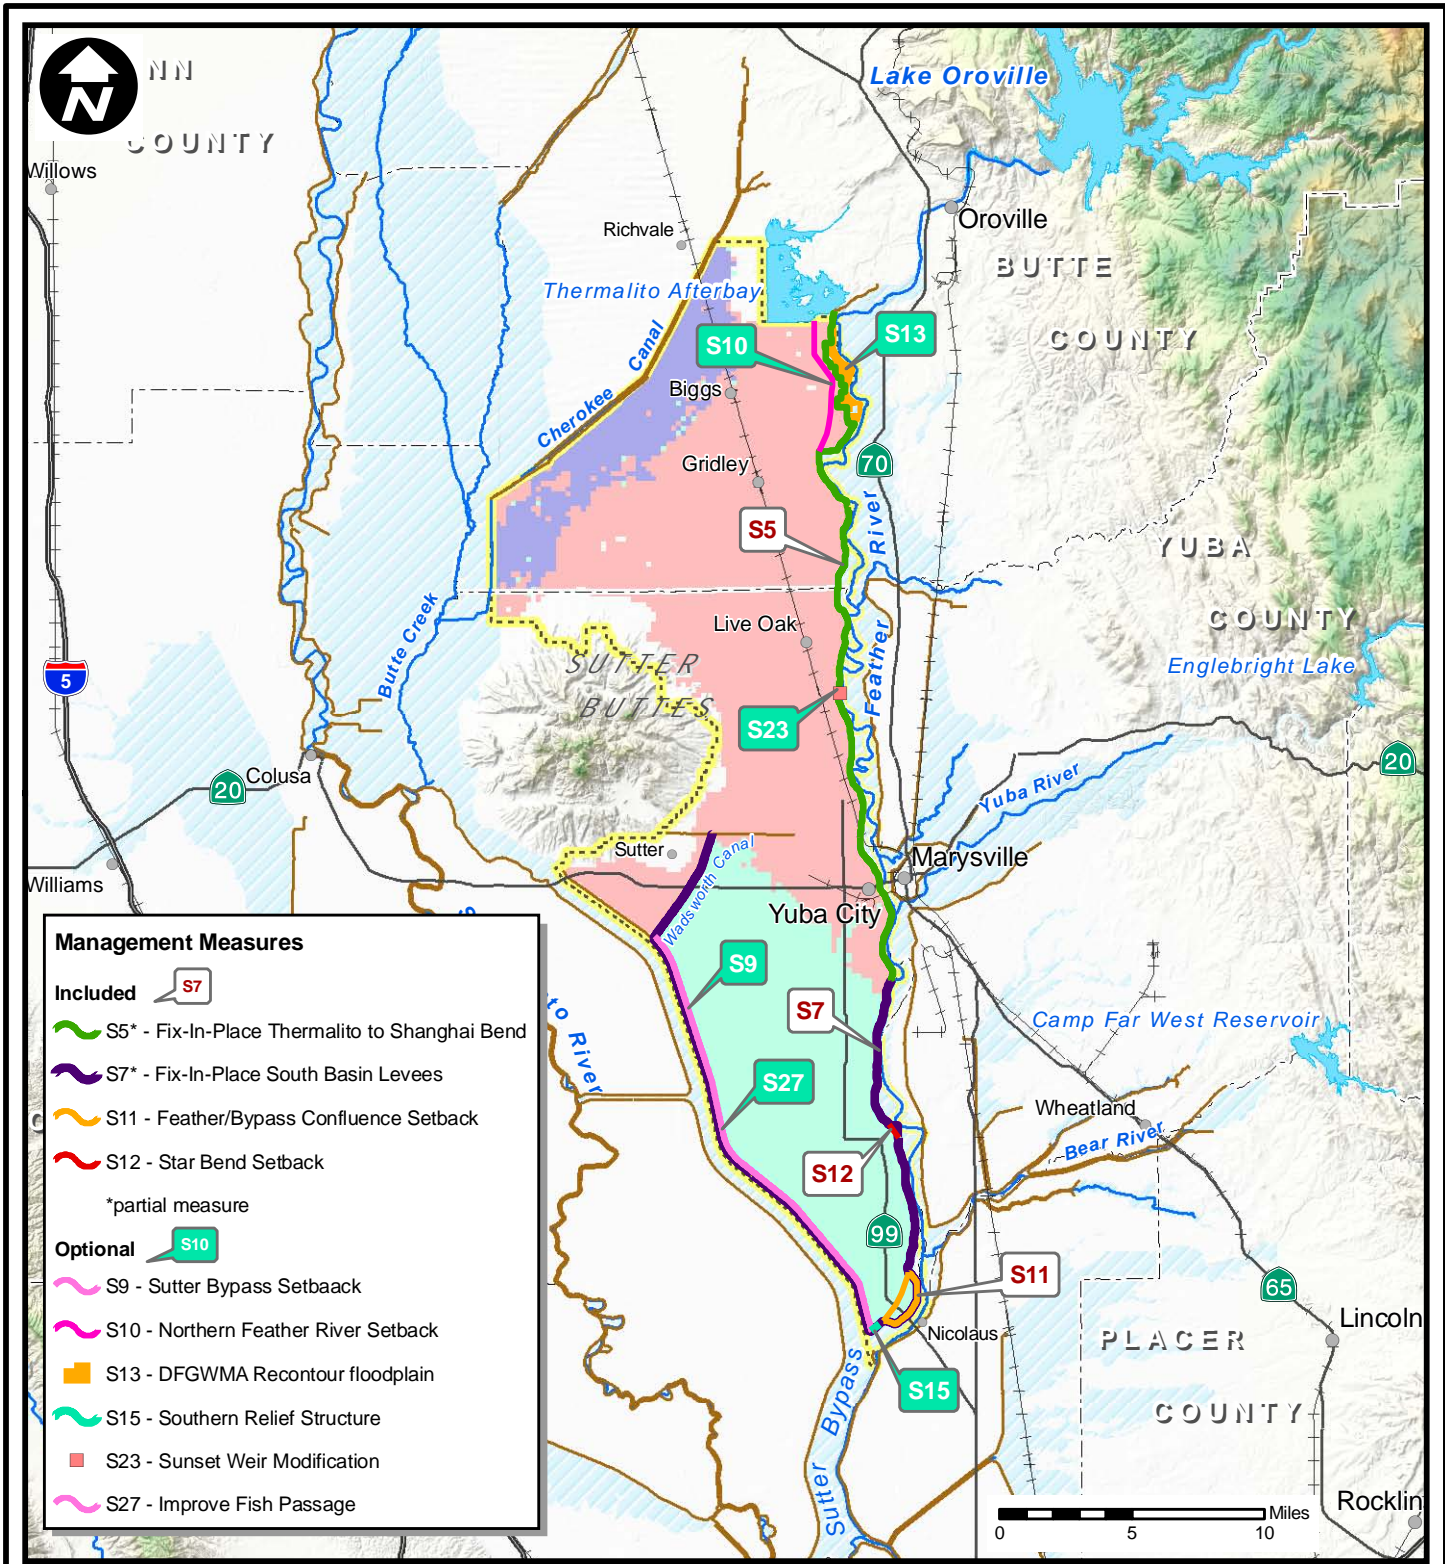 N
NN
COUNTY
Lake Oroville
Willows
Richvale
Oroville
BUTTE
COUNTY
Thermalito Afterbay
S10
S13
Cherokee Canal
Biggs
Gridley
70
S5
Feather River
YUBA
COUNTY
Live Oak
Englebright Lake
Butte Creek
SUTTER
BUTTES
5
S23
20
Colusa
20
Yuba River
Sutter
Wadsworth Canal
Marysville
Williams
Yuba City
S9
S7
Camp Far West Reservoir
to River
S27
Wheatland
Bear River
S12
99
S11
65
Nicolaus
Lincoln
PLACER
COUNTY
S15
Sutter Bypass
Rocklin
Miles
0 5 10
Management Measures
Included S7
S5* - Fix-In-Place Thermalito to Shanghai Bend
S7* - Fix-In-Place South Basin Levees
S11 - Feather/Bypass Confluence Setback
S12 - Star Bend Setback
*partial measure
Optional S10
S9 - Sutter Bypass Setbaack
S10 - Northern Feather River Setback
S13 - DFGWMA Recontour floodplain
S15 - Southern Relief Structure
S23 - Sunset Weir Modification
S27 - Improve Fish Passage